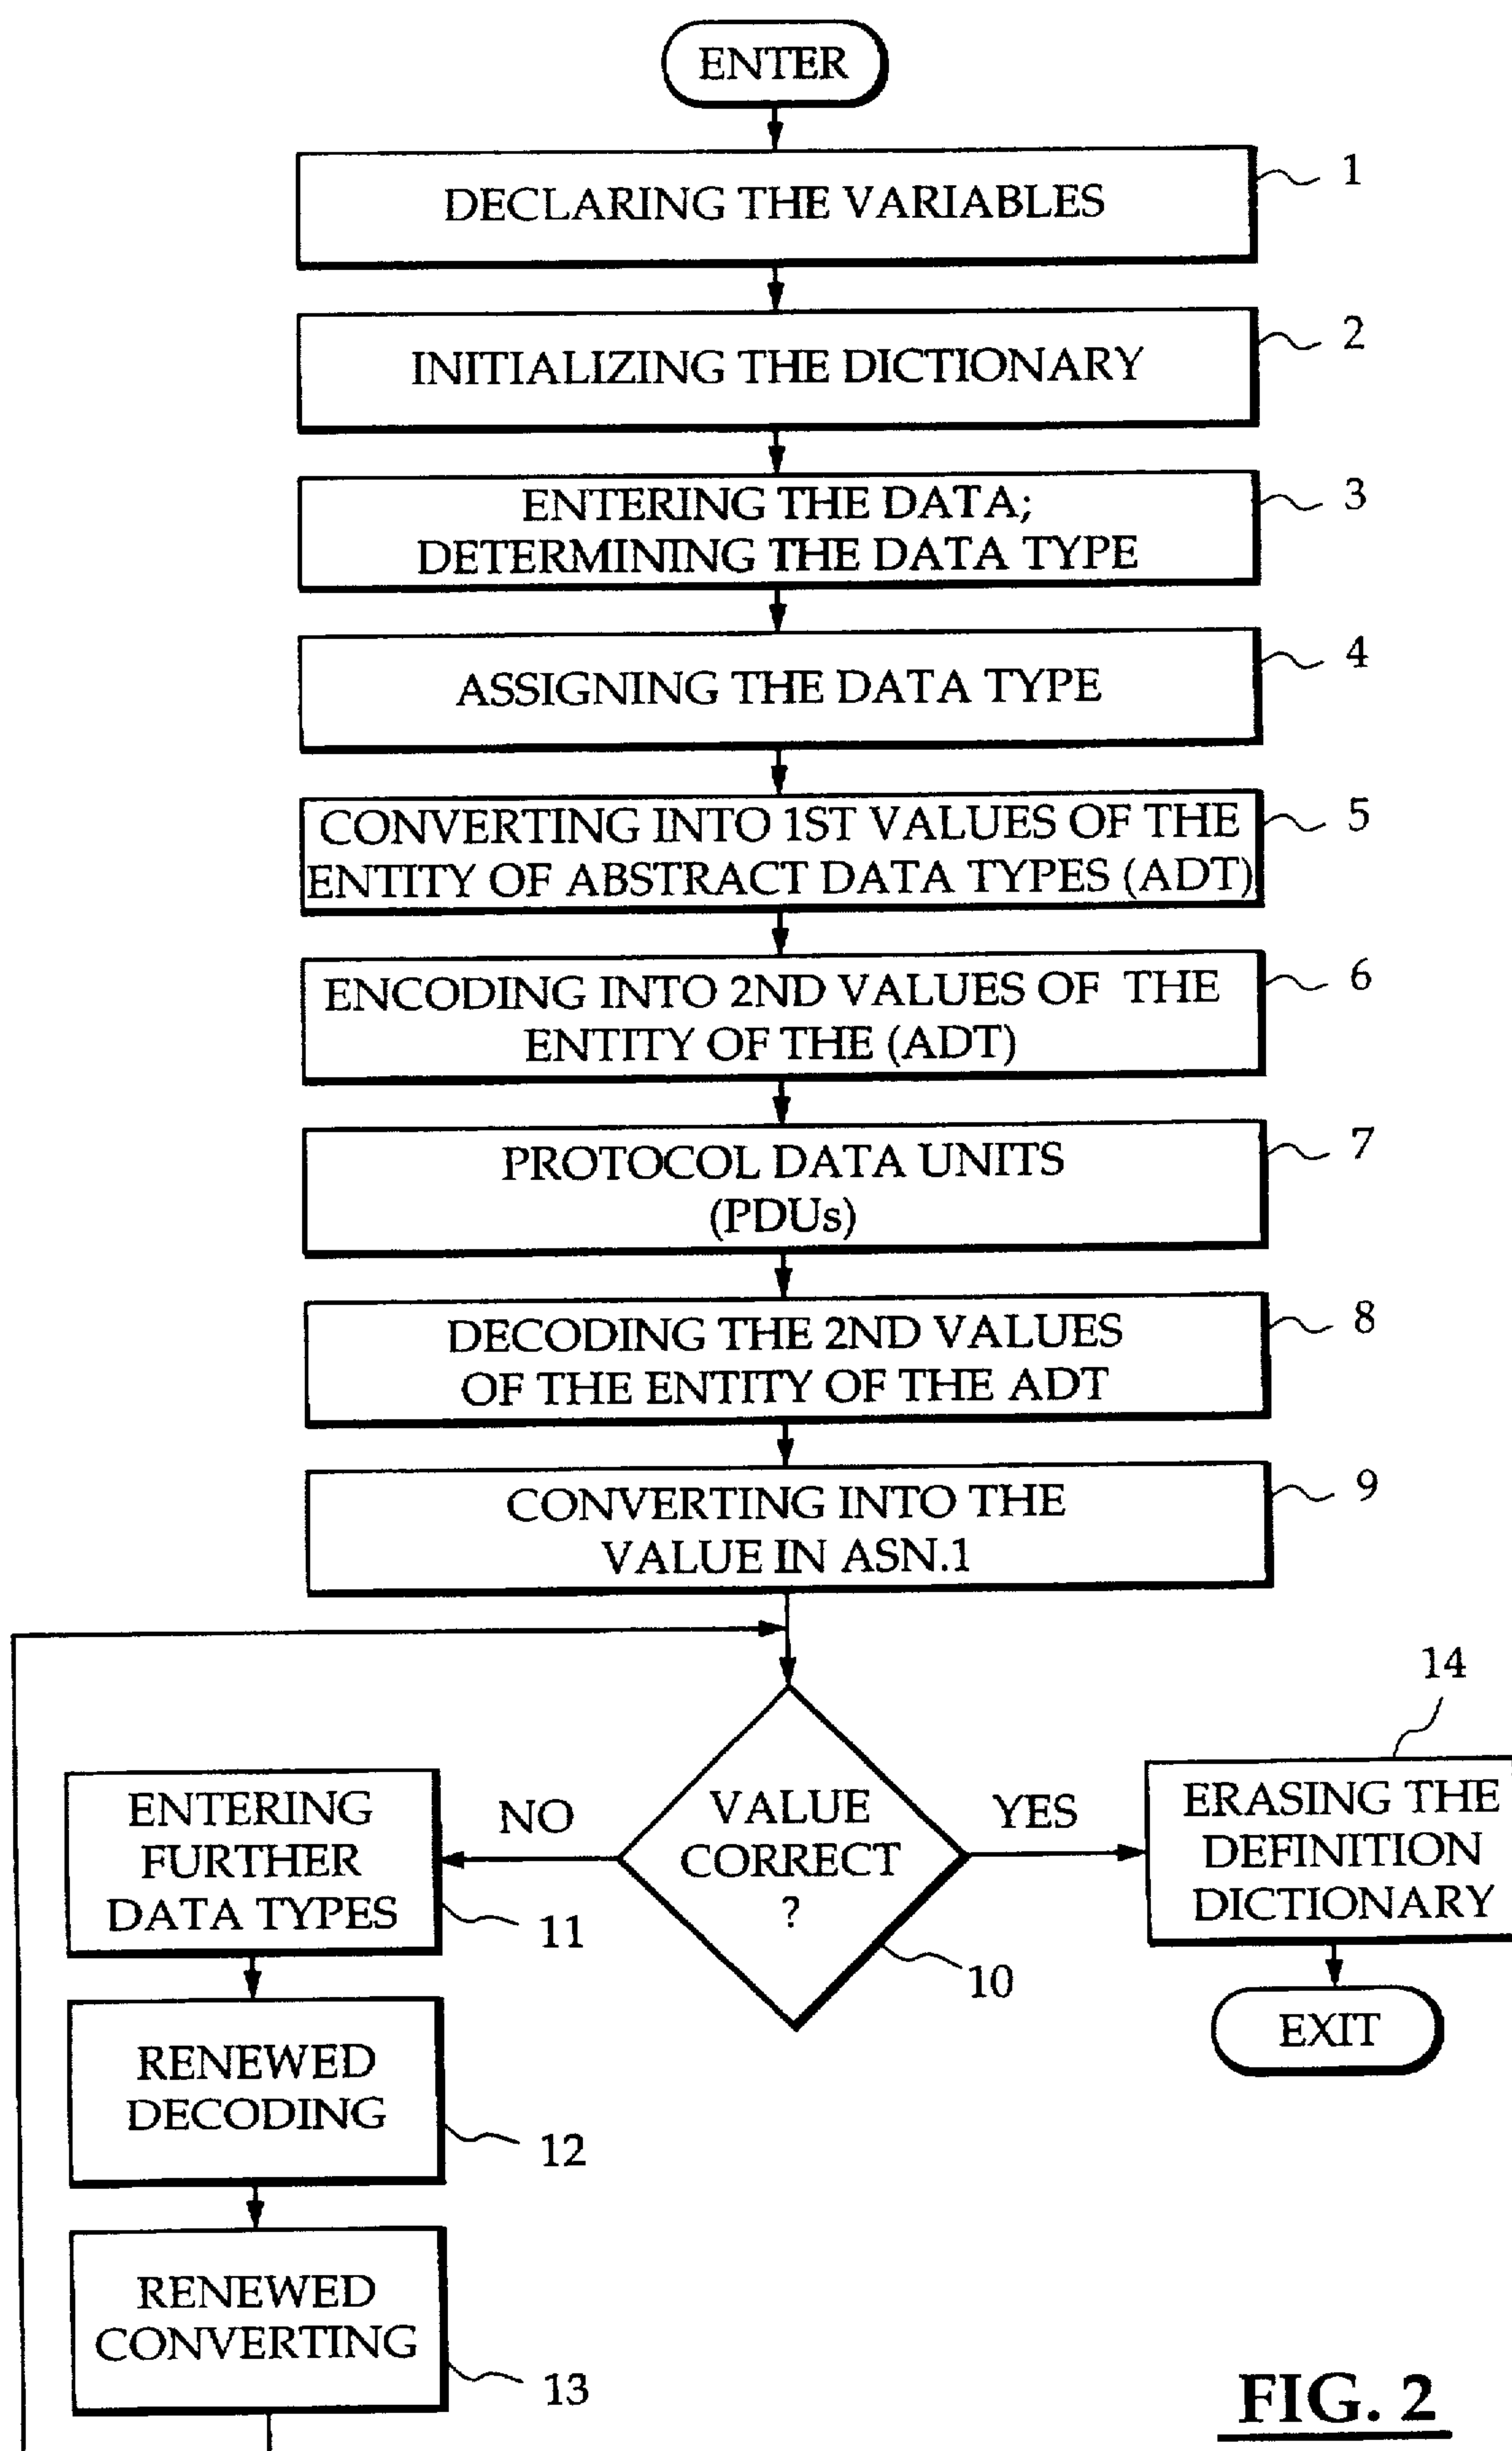 ENTER
DECLARING THE VARIABLES
1
INITIALIZING THE DICTIONARY
2
ENTERING THE DATA;
DETERMINING THE DATA TYPE
3
ASSIGNING THE DATA TYPE
4
CONVERTING INTO 1ST VALUES OF THE
ENTITY OF ABSTRACT DATA TYPES (ADT)
5
ENCODING INTO 2ND VALUES OF THE
ENTITY OF THE (ADT)
6
PROTOCOL DATA UNITS
(PDUs)
7
DECODING THE 2ND VALUES
OF THE ENTITY OF THE ADT
8
CONVERTING INTO THE
VALUE IN ASN.1
9
VALUE
CORRECT
?
10
NO
YES
ENTERING
FURTHER
DATA TYPES
11
RENEWED
DECODING
12
RENEWED
CONVERTING
13
14
ERASING THE
DEFINITION
DICTIONARY
EXIT
FIG. 2